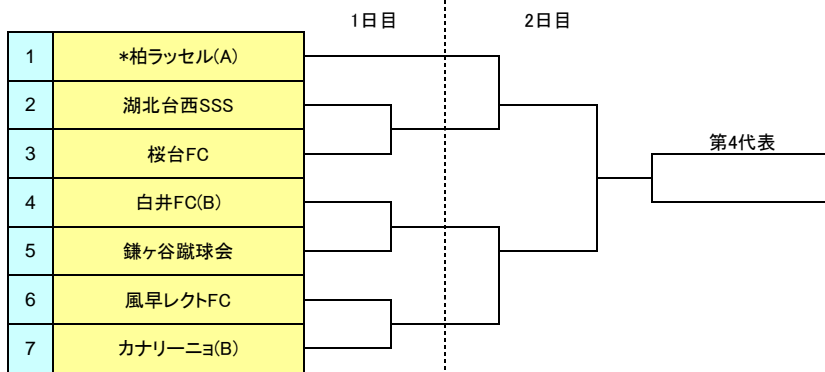 1日目
2日目
1 *柏ラッセル(A)
2 湖北台西SSS
3 桜台FC
第4代表
4 白井FC(B)
5 鎌ヶ谷蹴球会
6 風早レクトFC
7 カナリーニョ(B)